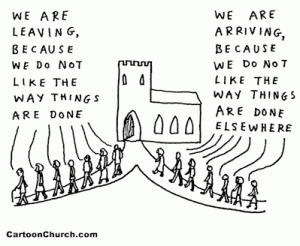 WE ARE
LEAVING,
BECAUSE
WE DO NOT
LIKE THE
WAY THINGS
ARE DONE
WE ARE
ARRIVING,
BECAUSE
WE DO NOT
LIKE THE
WAY THINGS
ARE DONE
ELSEWHERE
CartoonChurch.com